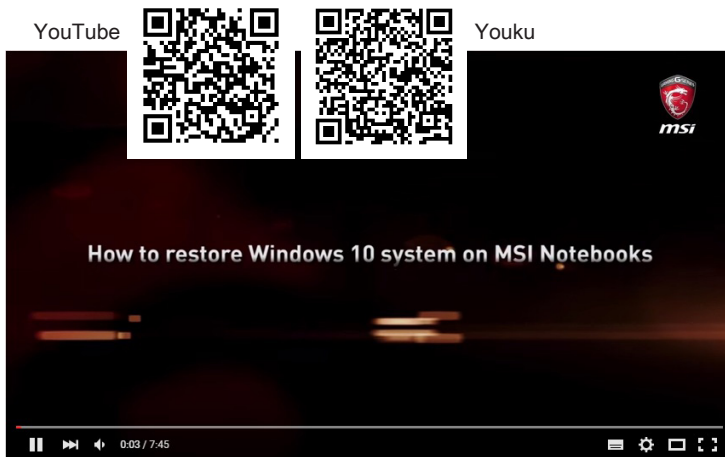 YouTube
Youku
msi
How to restore Windows 10 system on MSI Notebooks
0:03 / 7:45